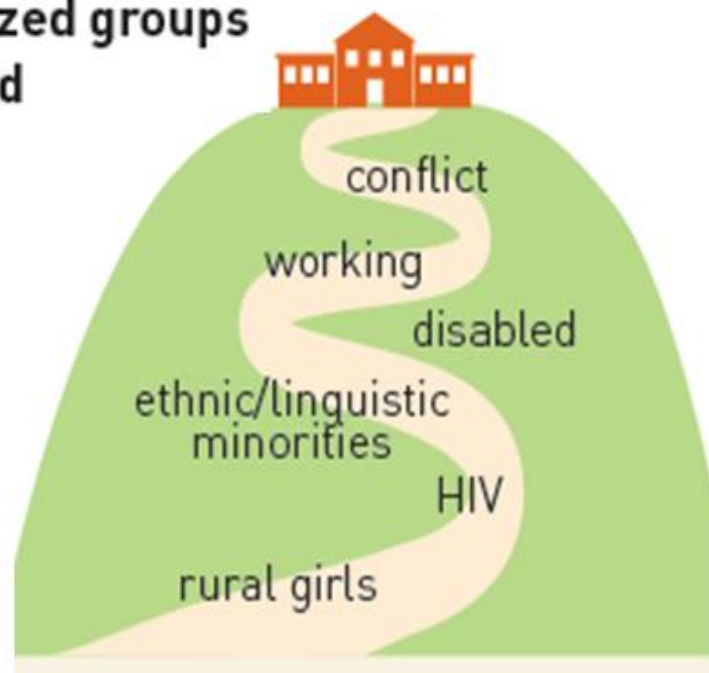 zed groups
d
conflict
working
disabled
ethnic/linguistic
minorities
HIV
rural girls